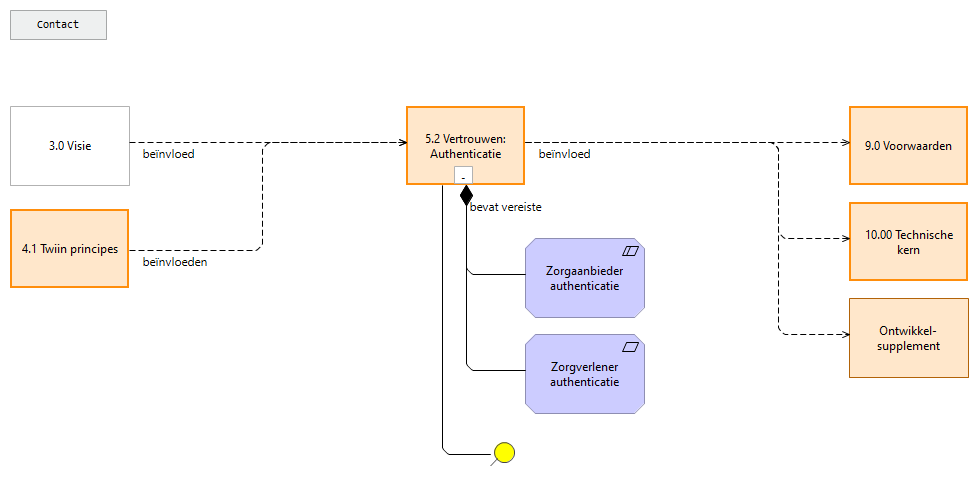 Contact
3.0 Visie
beïnvloed
4.1 Twiin principes
beïnvloeden
5.2 Vertrouwen:
Authenticatie
-
bevat vereiste
beïnvloed
Zorgaanbieder
authenticatie
Zorgverlener
authenticatie
9.0 Voorwaarden
10.00 Technische
kern
Ontwikkel-
supplement